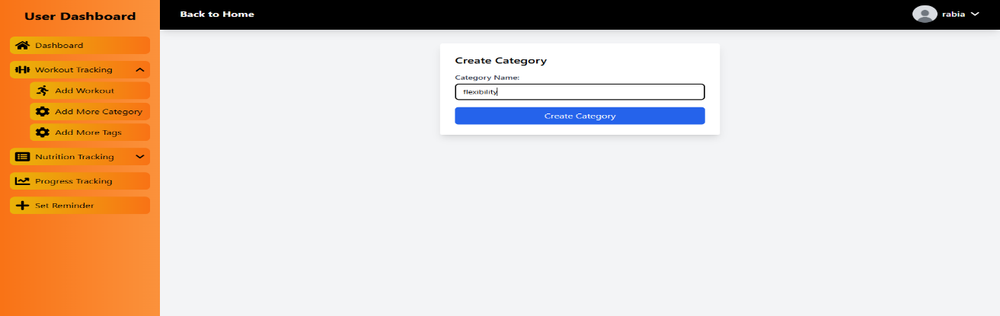 User Dashboard
Dashboard
Workout Tracking
Add Workout
Add More Category
Add More Tags
Nutrition Tracking
Progress Tracking
Set Reminder
Back to Home
rabia
Create Category
Category Name:
flexibility
Create Category